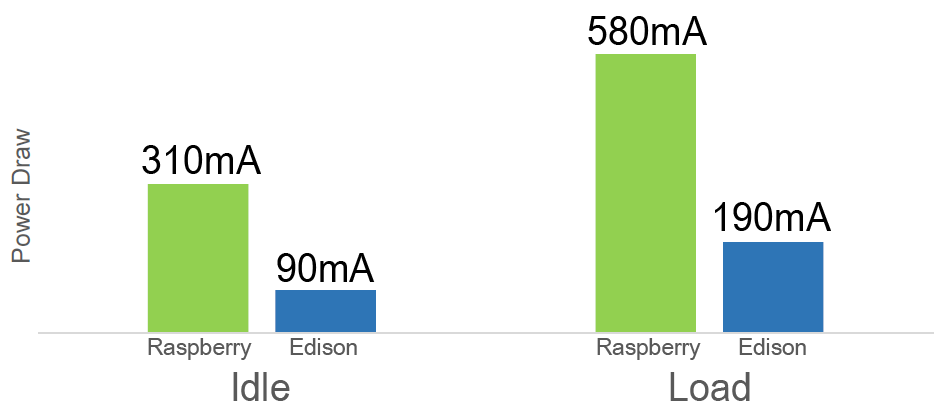 Power Draw
310mA
90mA
580mA
190mA
Raspberry
Edison
Raspberry
Edison
Idle
Load